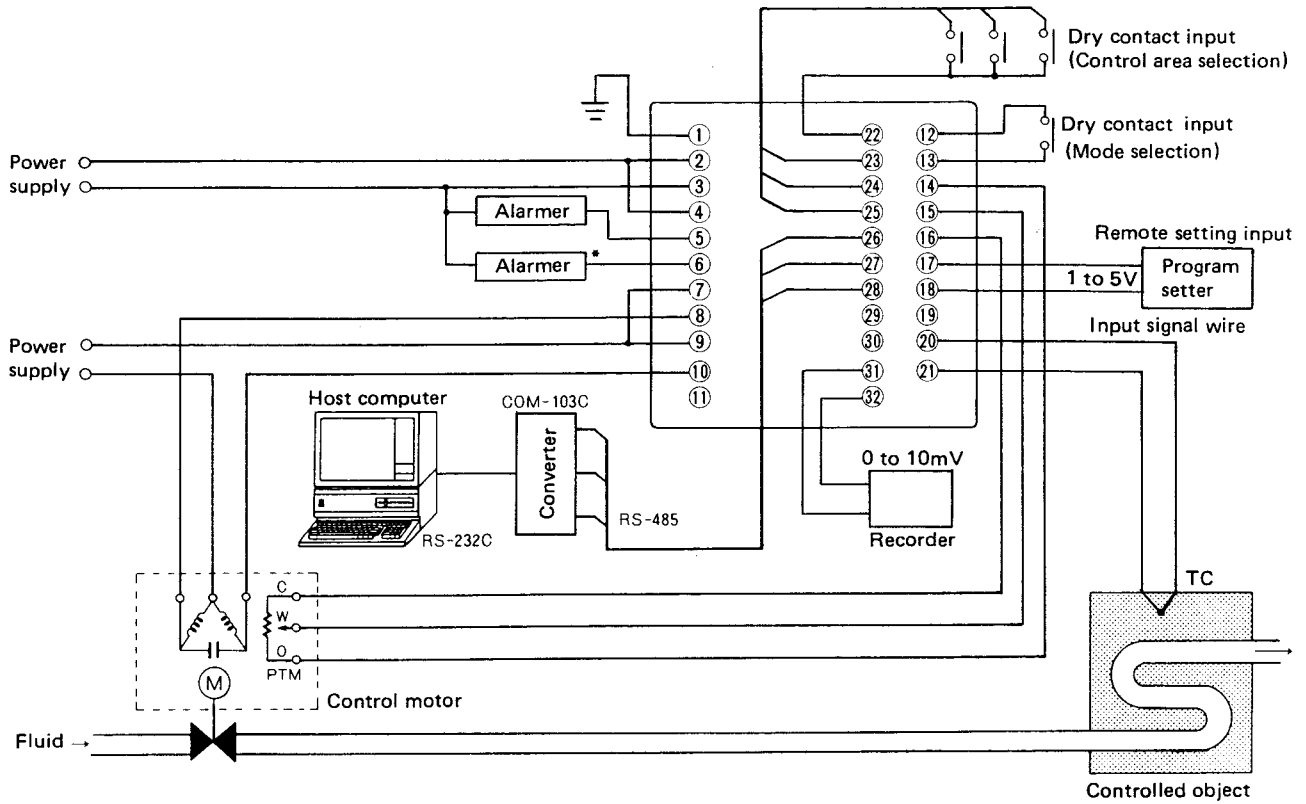 Dry contact input
(Control area selection)
① ㉒ ⑫
Dry contact input
(Mode selection)
Power
supply
② ㉓ ⑬
③ ㉔ ⑭
Alarmer
④ ㉕ ⑮
⑤ ㉖ ⑯
Remote setting input
Alarmer *
⑥ ㉗ ⑰
1 to 5V
Program
setter
⑦ ㉘ ⑱
⑧ ㉙ ⑲
Input signal wire
Power
supply
⑨ ㉚ ⑳
⑩ ㉛ ㉑
⑪ ㉜
Host computer
COM-103C
Converter
0 to 10mV
RS-485
RS-232C
Recorder
TC
C
W
O
PTM
M
Control motor
Fluid →
→
Controlled object